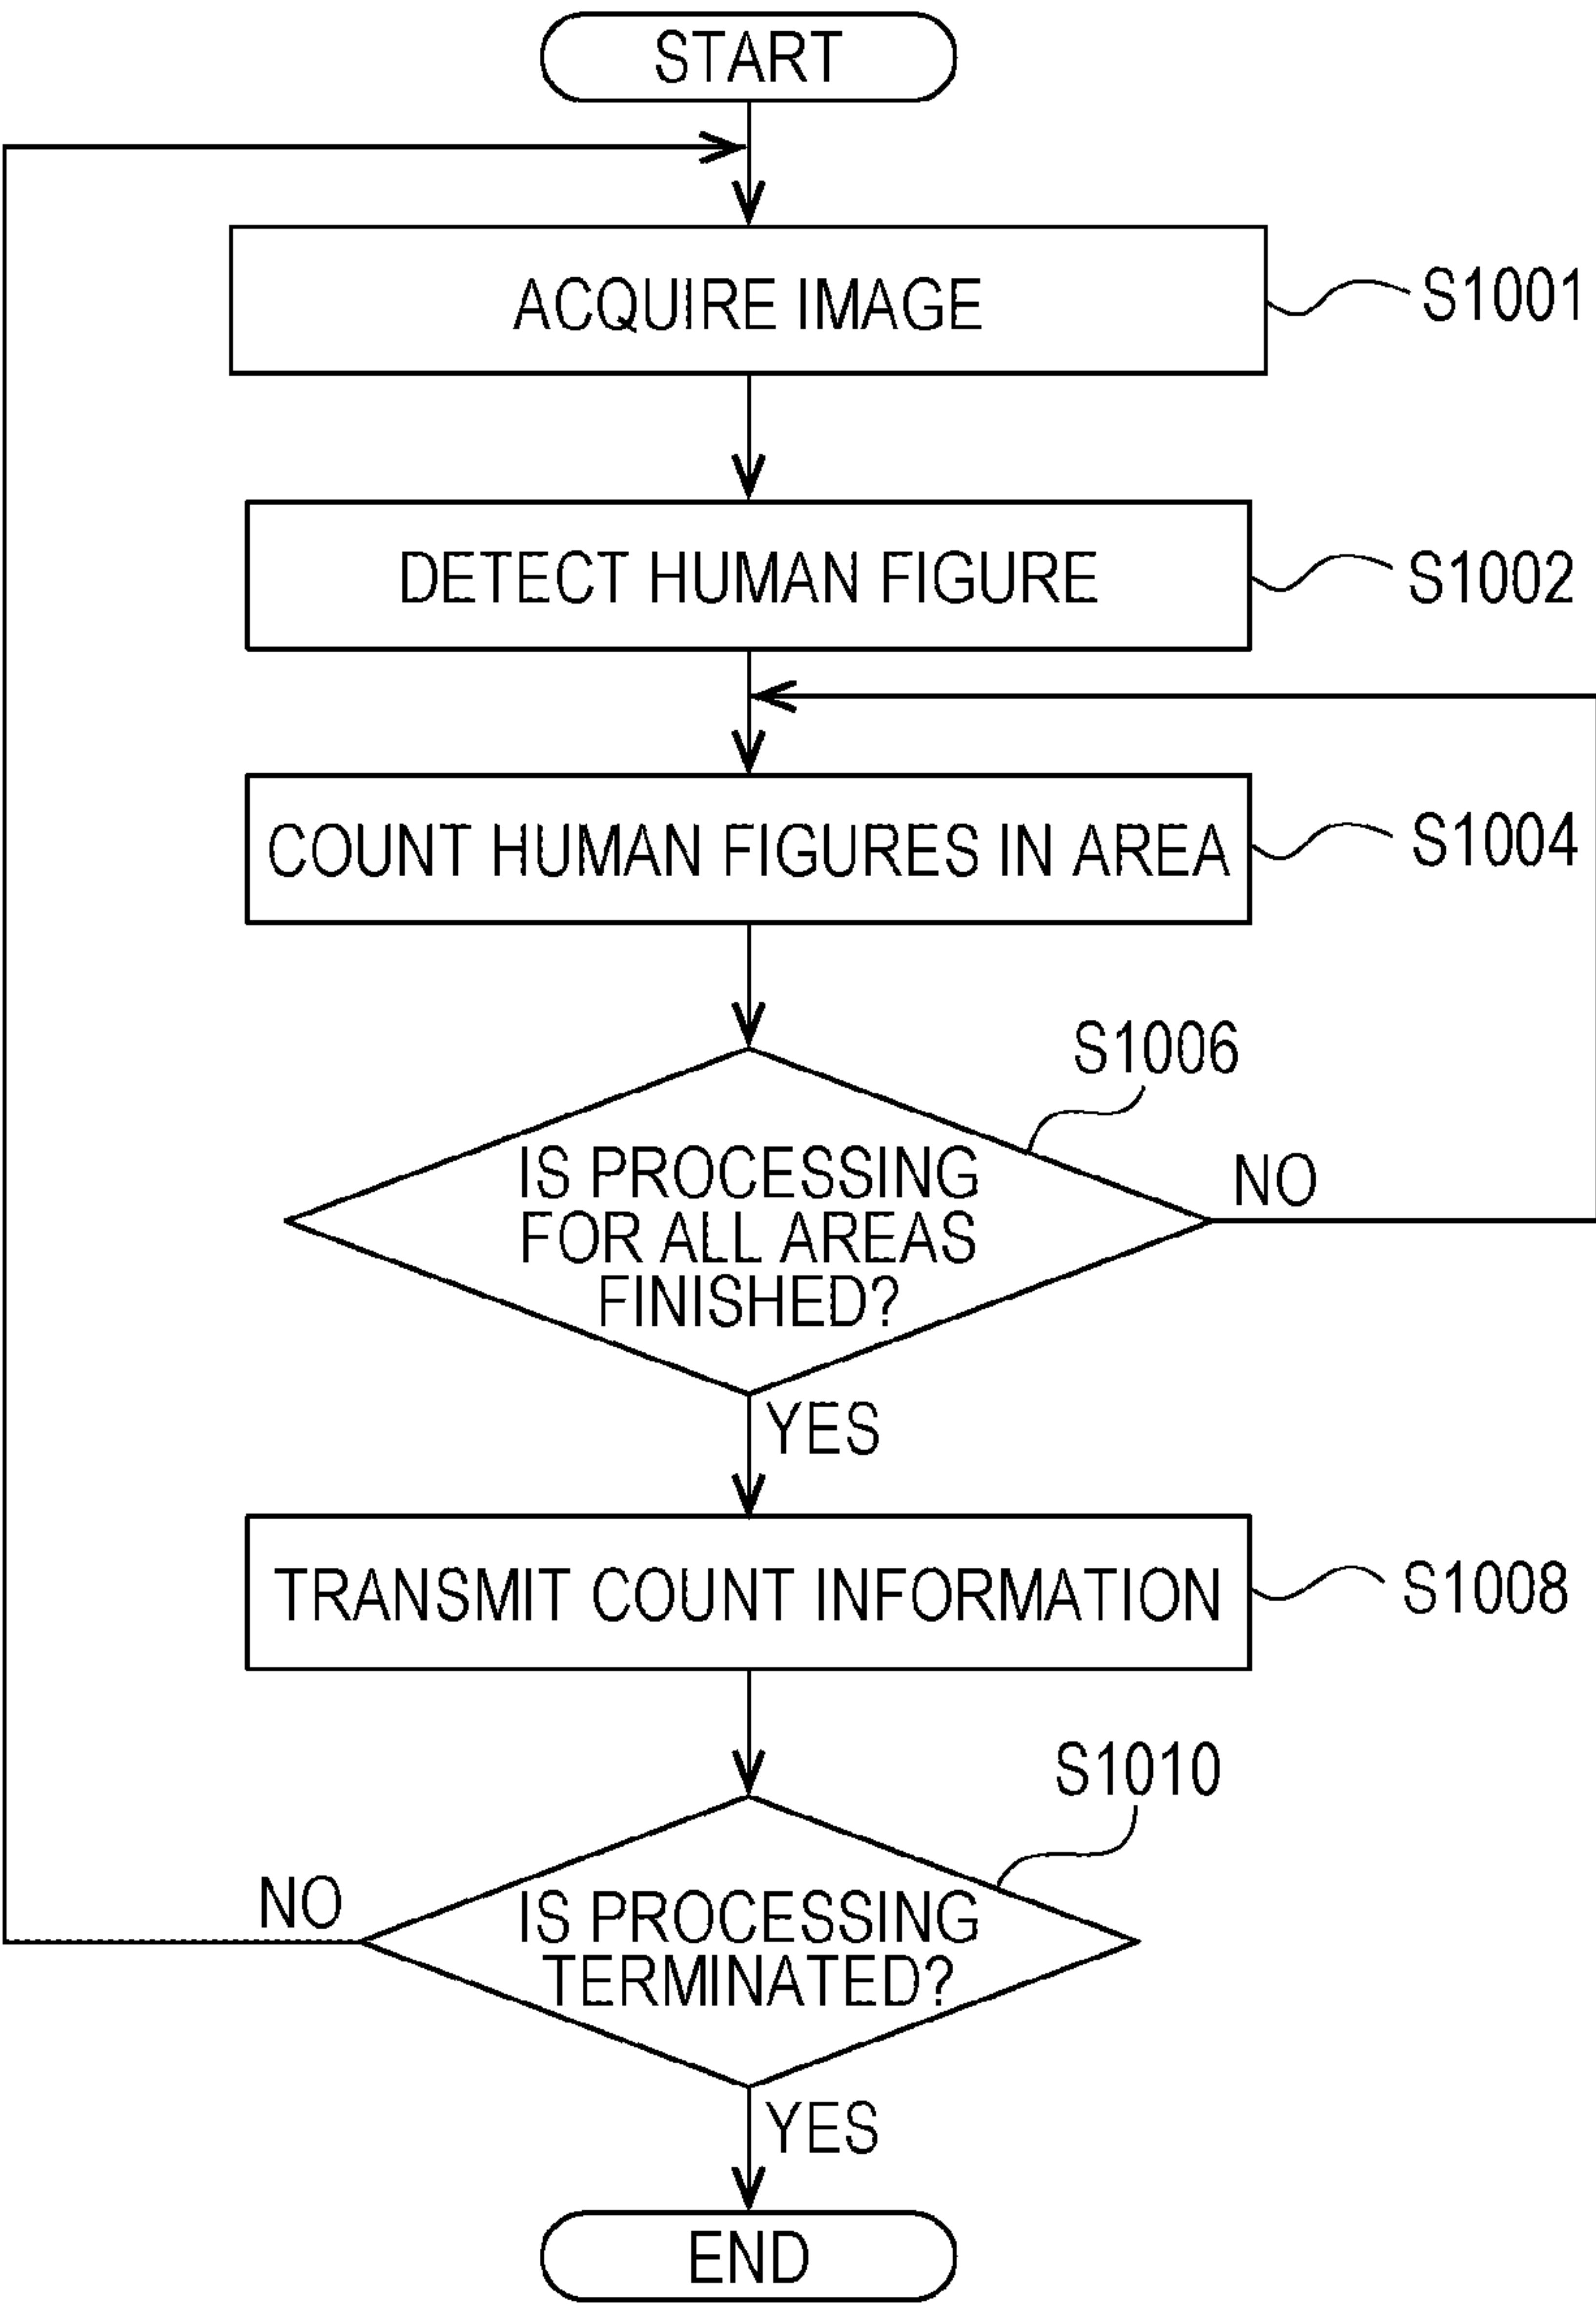 START
ACQUIRE IMAGE
S1001
DETECT HUMAN FIGURE
S1002
COUNT HUMAN FIGURES IN AREA
S1004
S1006
IS PROCESSING
FOR ALL AREAS
FINISHED?
NO
YES
TRANSMIT COUNT INFORMATION
S1008
S1010
NO
IS PROCESSING
TERMINATED?
YES
END